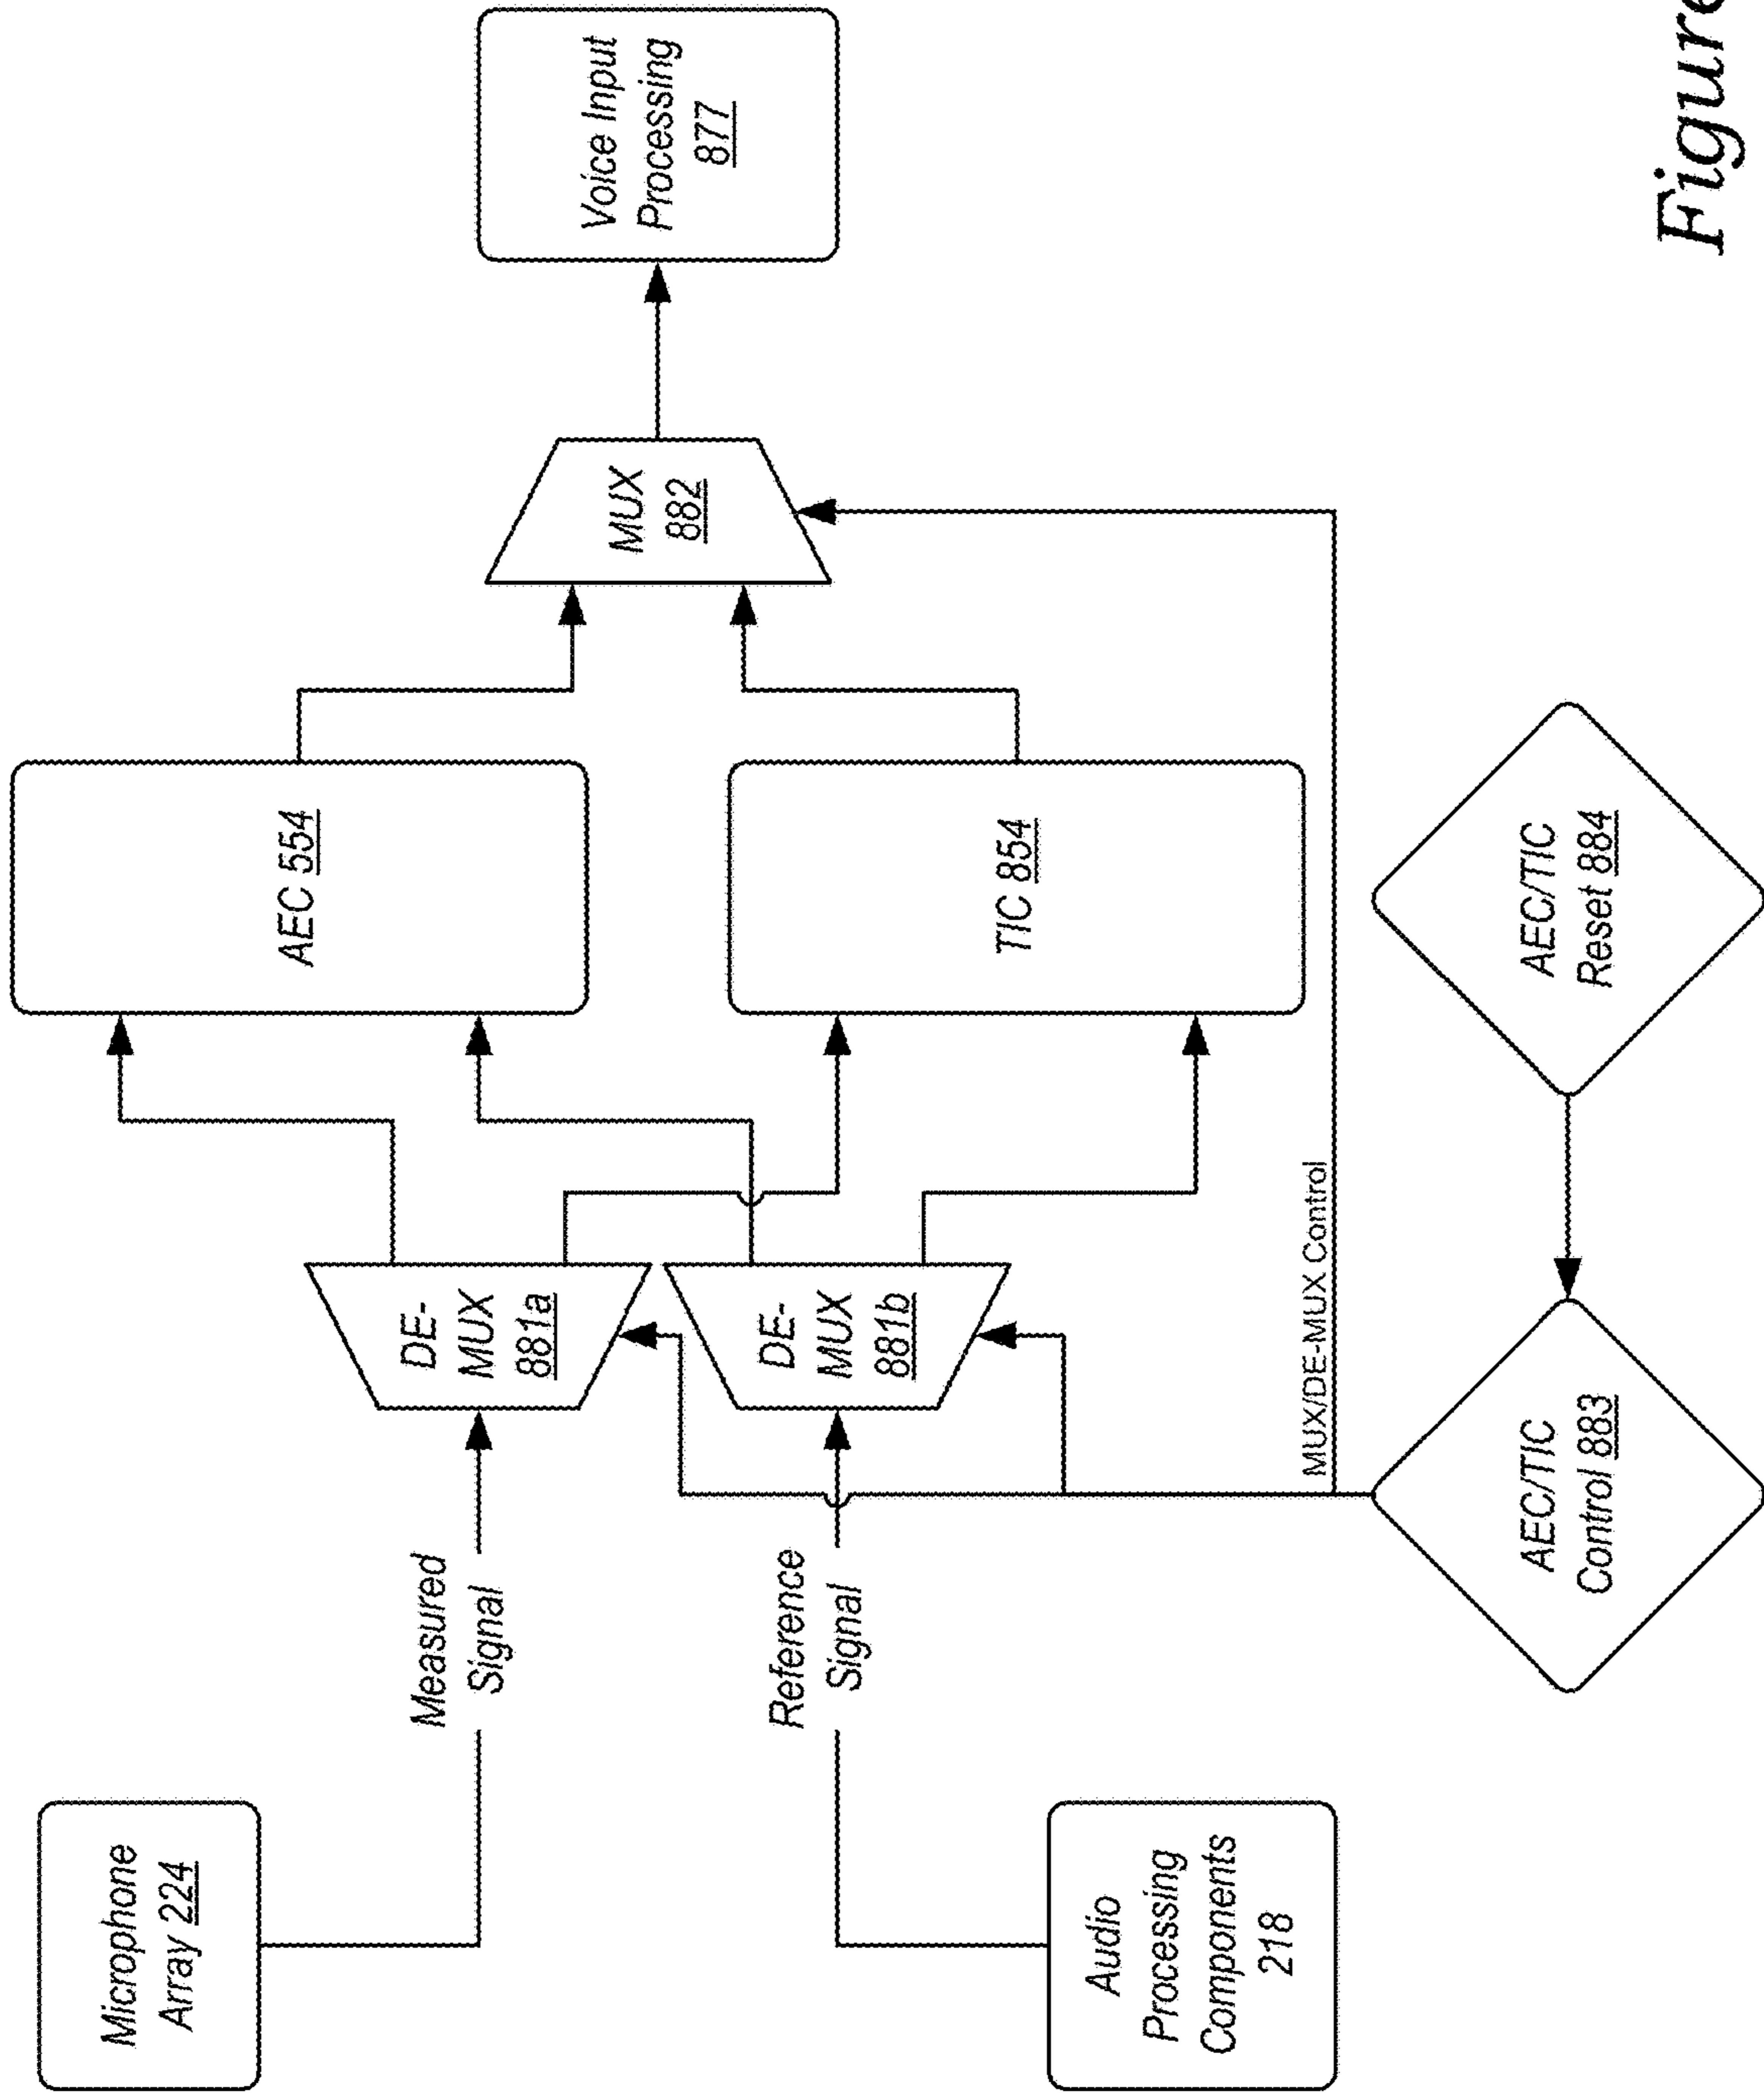 Microphone
Array 224
Measured
Signal
DE-
MUX
881a
AEC 554
MUX
882
Voice Input
Processing
877
Audio
Processing
Components
218
Reference
Signal
DE-
MUX
881b
TIC 854
MUX/DE-MUX Control
AEC/TIC
Control 883
AEC/TIC
Reset 884
Figure